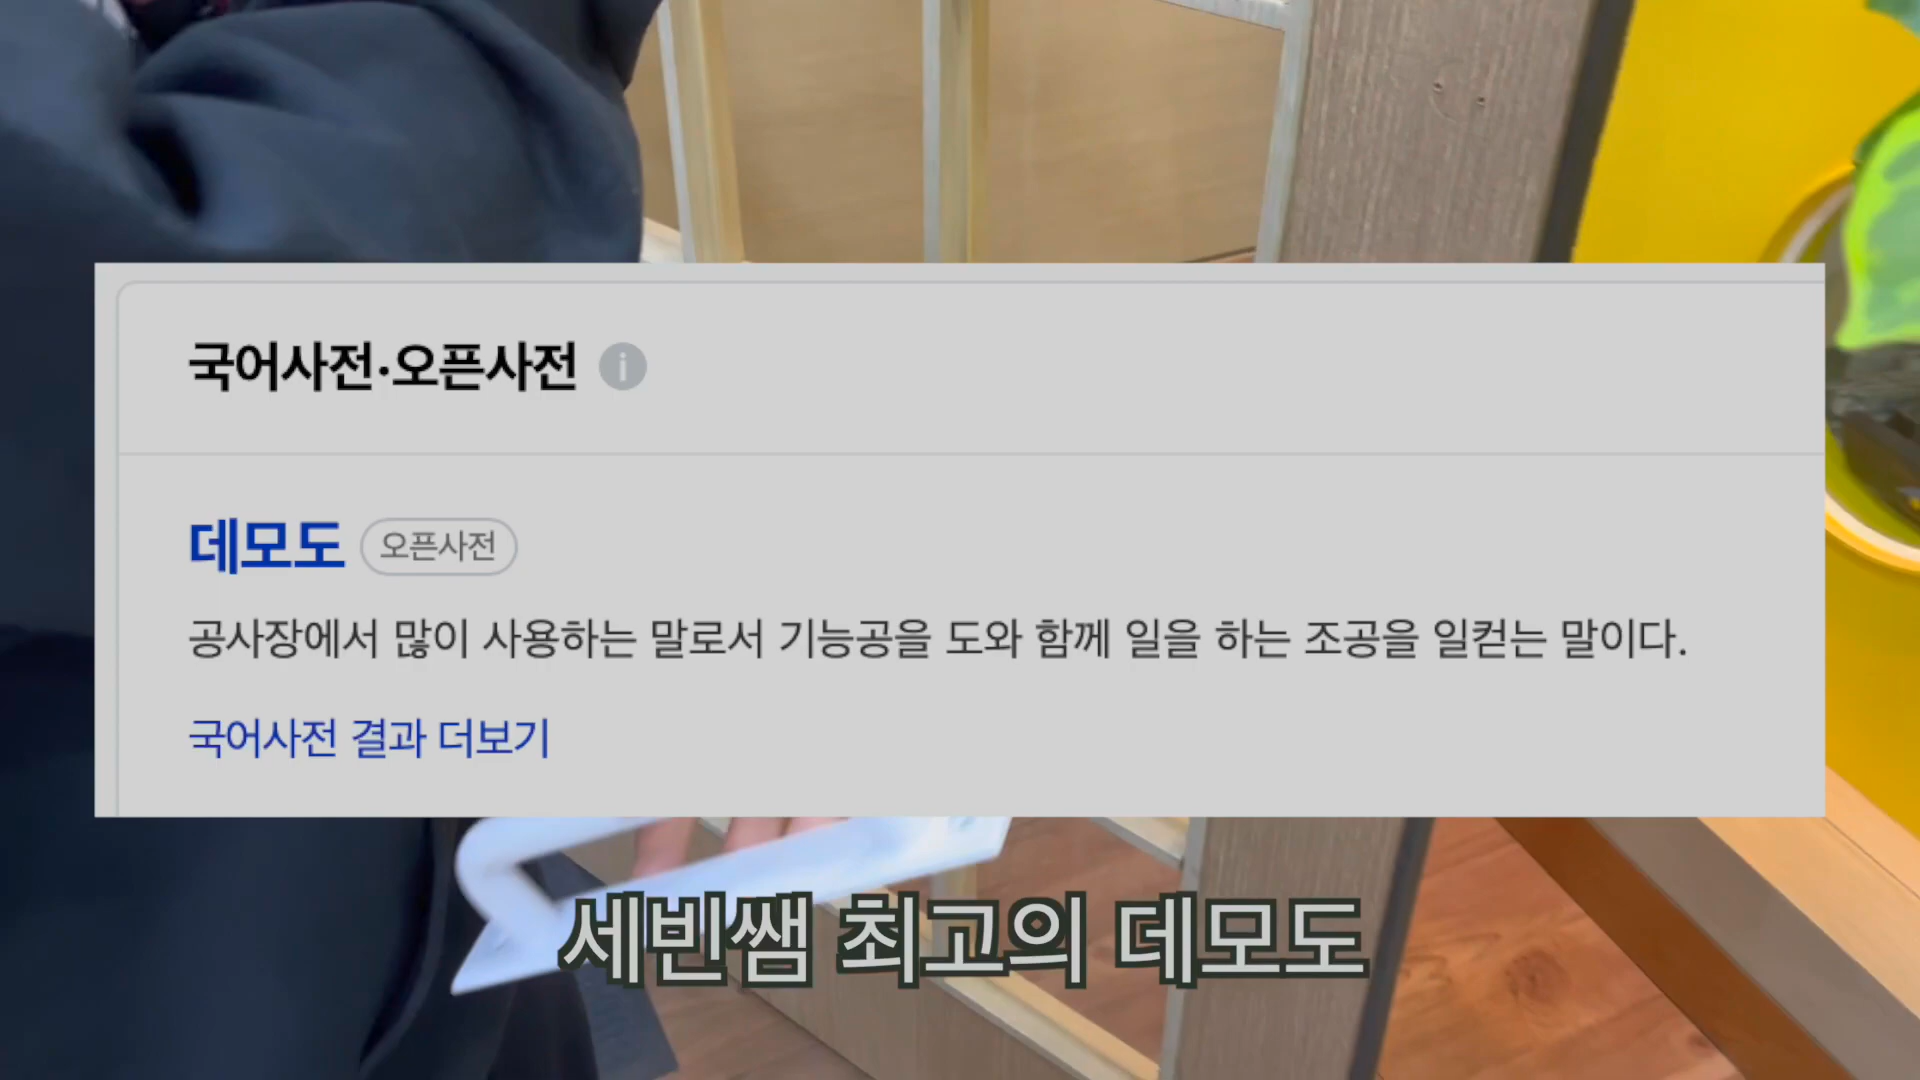 국어사전·오픈사전
데모도 오픈사전
공사장에서 많이 사용하는 말로서 기능공을 도와 함께 일을 하는 조공을 일컫는 말이다.
국어사전 결과 더보기
세빈쌤 최고의 데모도